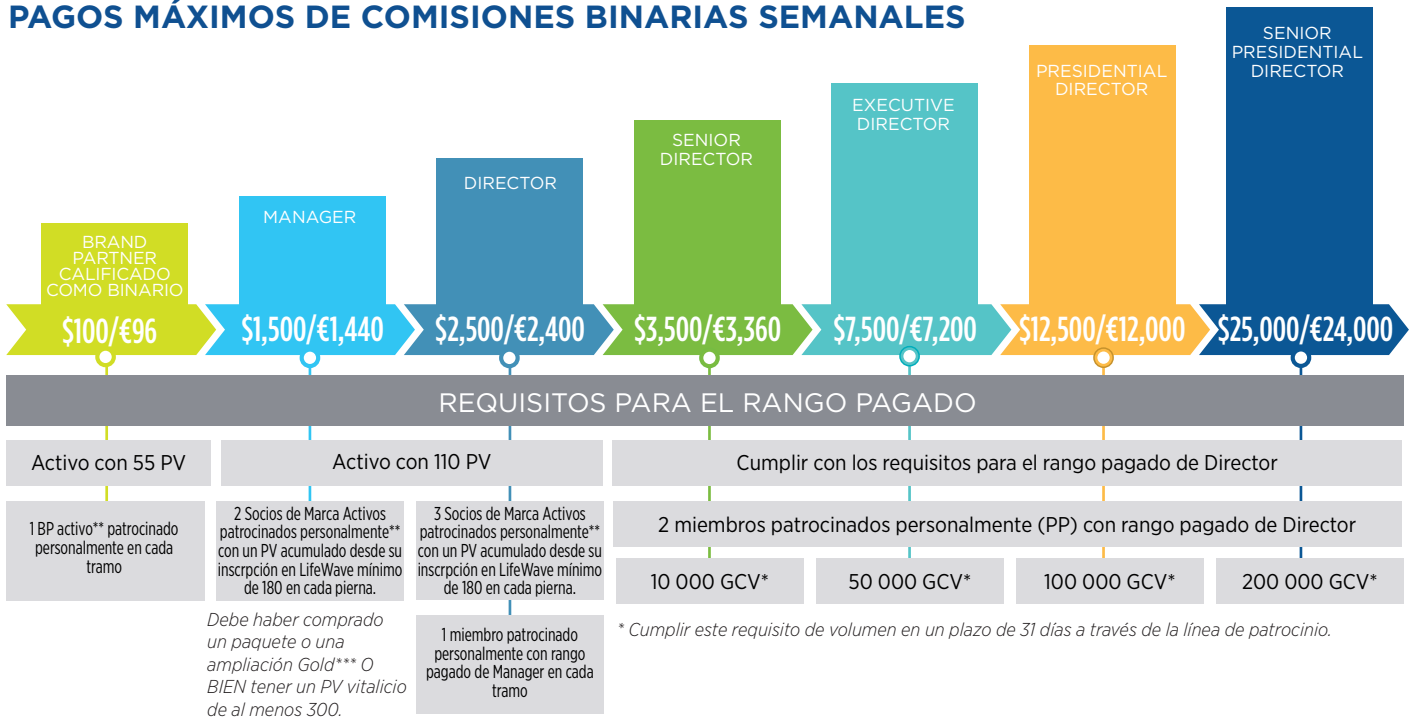 PAGOS MÁXIMOS DE COMISIONES BINARIAS SEMANALES
BRAND
PARTNER
CALIFICADO
COMO BINARIO
MANAGER
DIRECTOR
SENIOR
DIRECTOR
EXECUTIVE
DIRECTOR
PRESIDENTIAL
DIRECTOR
SENIOR
PRESIDENTIAL
DIRECTOR
$100/€96
$1,500/€1,440
$2,500/€2,400
$3,500/€3,360
$7,500/€7,200
$12,500/€12,000
$25,000/€24,000
REQUISITOS PARA EL RANGO PAGADO
Activo con 55 PV
Activo con 110 PV
Cumplir con los requisitos para el rango pagado de Director
1 BP activo** patrocinado
personalmente en cada
tramo
2 Socios de Marca Activos
patrocinados personalmente**
con un PV acumulado desde su
inscrpción en LifeWave mínimo
de 180 en cada pierna.
3 Socios de Marca Activos
patrocinados personalmente**
con un PV acumulado desde su
inscrpción en LifeWave mínimo
de 180 en cada pierna.
2 miembros patrocinados personalmente (PP) con rango pagado de Director
10 000 GCV*
50 000 GCV*
100 000 GCV*
200 000 GCV*
Debe haber comprado
un paquete o una
ampliación Gold*** O
BIEN tener un PV vitalicio
de al menos 300.
1 miembro patrocinado
personalmente con rango
pagado de Manager en cada
tramo
* Cumplir este requisito de volumen en un plazo de 31 días a través de la línea de patrocinio.